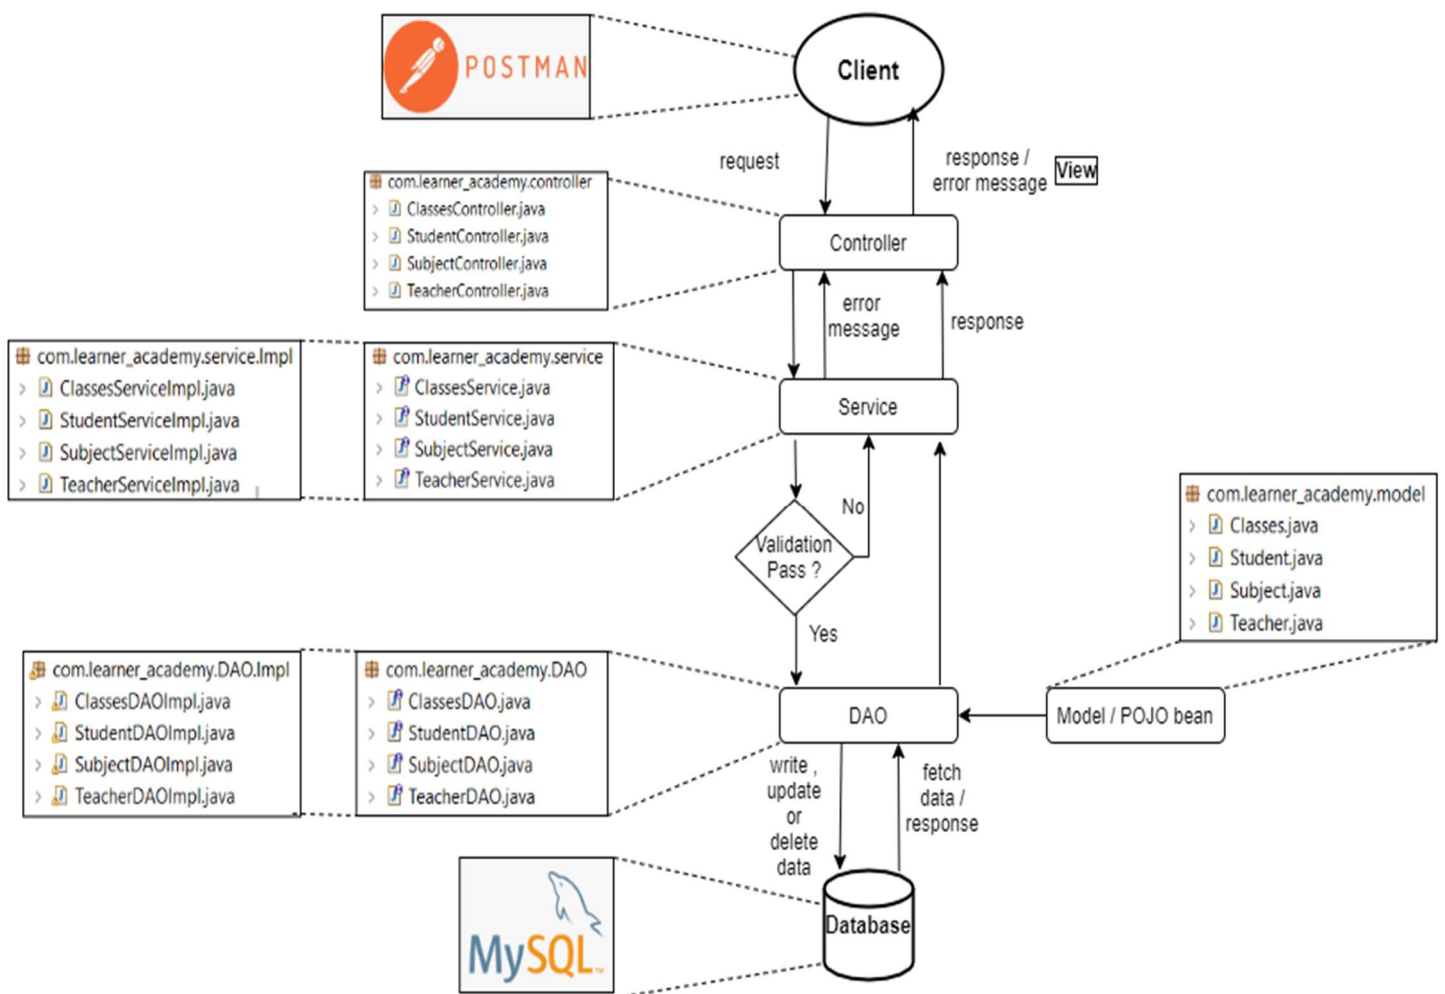 POSTMAN
Client
request
response /
error message
View
com.learner_academy.controller
ClassesController.java
StudentController.java
SubjectController.java
TeacherController.java
Controller
error
message
response
com.learner_academy.service.Impl
ClassesServiceImpl.java
StudentServiceImpl.java
SubjectServiceImpl.java
TeacherServiceImpl.java
com.learner_academy.service
ClassesService.java
StudentService.java
SubjectService.java
TeacherService.java
Service
No
Validation
Pass ?
Yes
com.learner_academy.model
Classes.java
Student.java
Subject.java
Teacher.java
com.learner_academy.DAO.Impl
ClassesDAOImpl.java
StudentDAOImpl.java
SubjectDAOImpl.java
TeacherDAOImpl.java
com.learner_academy.DAO
ClassesDAO.java
StudentDAO.java
SubjectDAO.java
TeacherDAO.java
DAO
Model / POJO bean
write ,
update
or
delete
data
fetch
data /
response
MySQL
Database